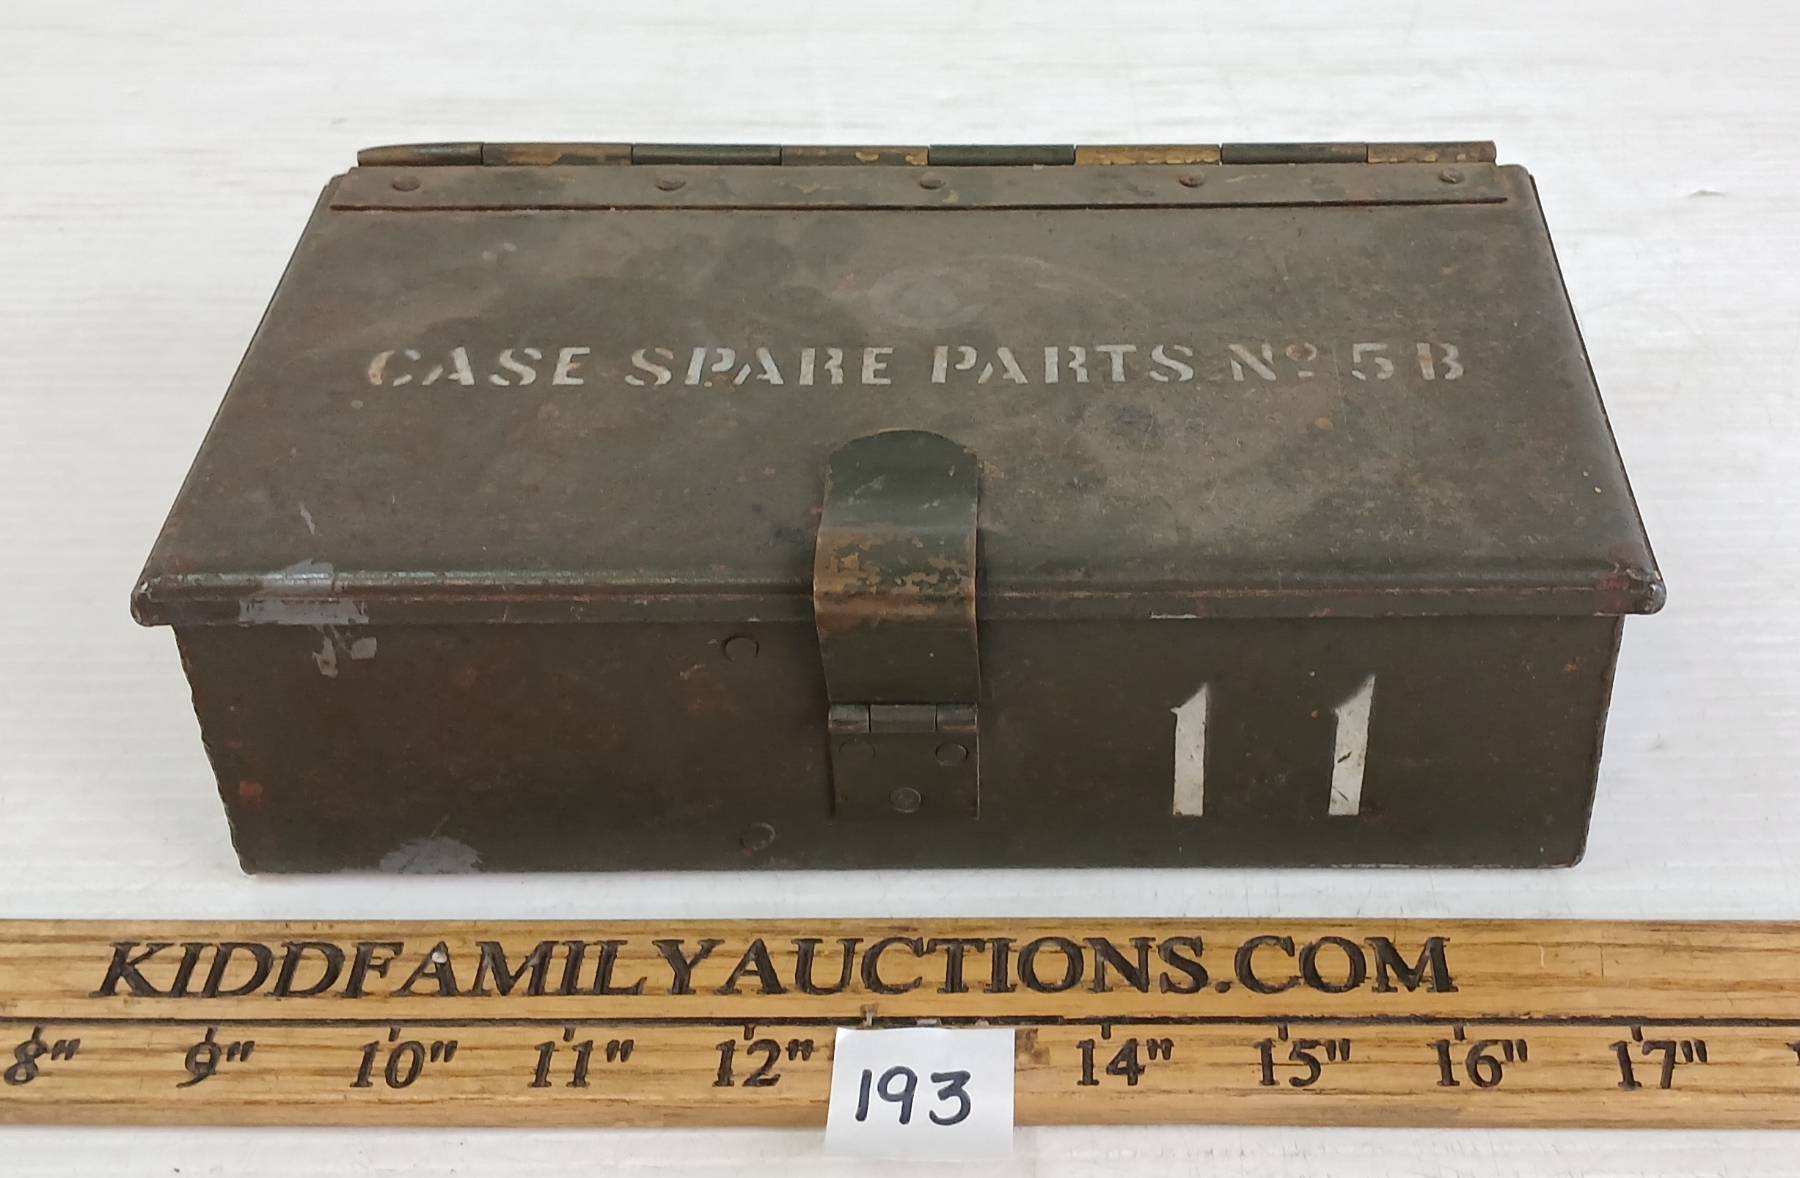 CASE SPARE PARTS Nº 5B
11
KIDDFAMILYAUCTIONS.COM
8" 9" 10" 11" 12" 14" 15" 16" 17"
193